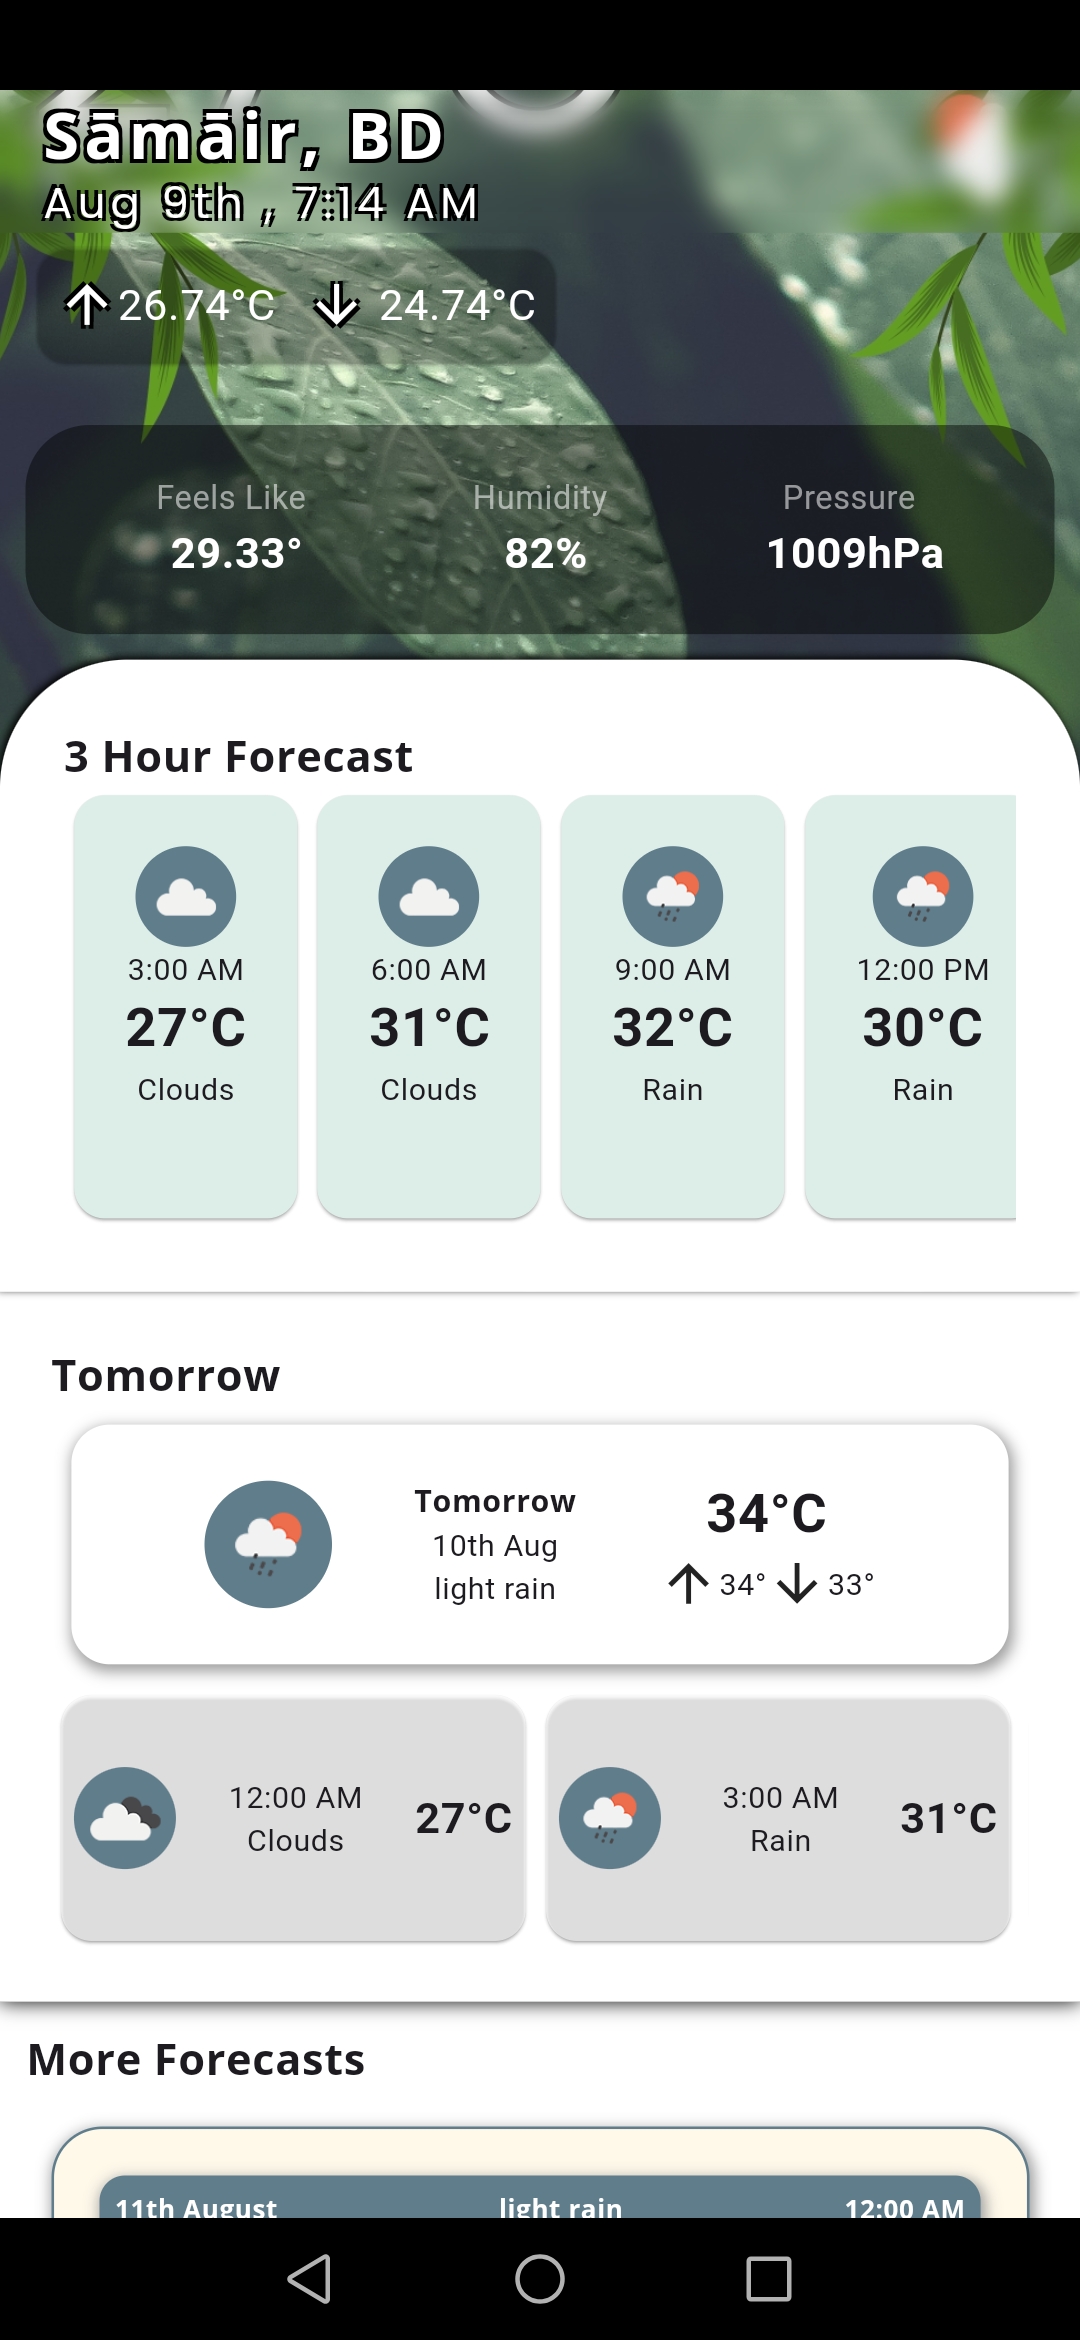 Sāmāir, BD
Aug 9th , 7:14 AM
26.74°C 24.74°C
Feels Like Humidity Pressure
29.33° 82% 1009hPa
3 Hour Forecast
3:00 AM 6:00 AM 9:00 AM 12:00 PM
27°C 31°C 32°C 30°C
Clouds Clouds Rain Rain
Tomorrow
Tomorrow
10th Aug
light rain
34°C
34° 33°
12:00 AM
Clouds
27°C
3:00 AM
Rain
31°C
More Forecasts
11th August light rain 12:00 AM